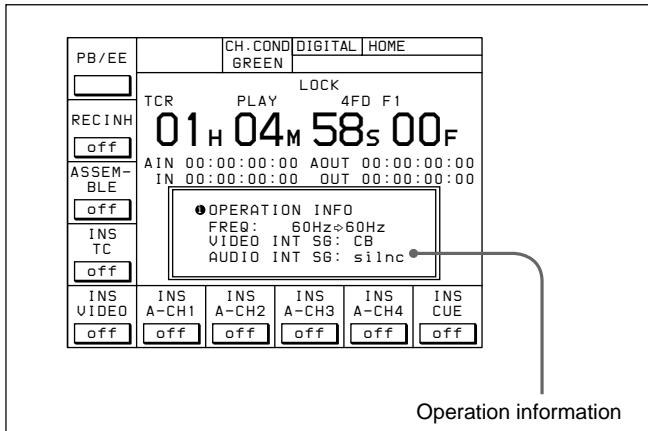 PB/EE
CH.COND DIGITAL HOME
GREEN
LOCK
TCR PLAY 4FD F1
01H 04M 58S 00F
RECINH
off
AIN 00:00:00:00 AOUT 00:00:00:00
IN 00:00:00:00 OUT 00:00:00:00
ASSEM-
BLE
off
❶OPERATION INFO
FREQ: 60Hz⇨60Hz
VIDEO INT SG: CB
AUDIO INT SG: silnc
INS
TC
off
INS VIDEO off
INS A-CH1 off
INS A-CH2 off
INS A-CH3 off
INS A-CH4 off
INS CUE off
Operation information